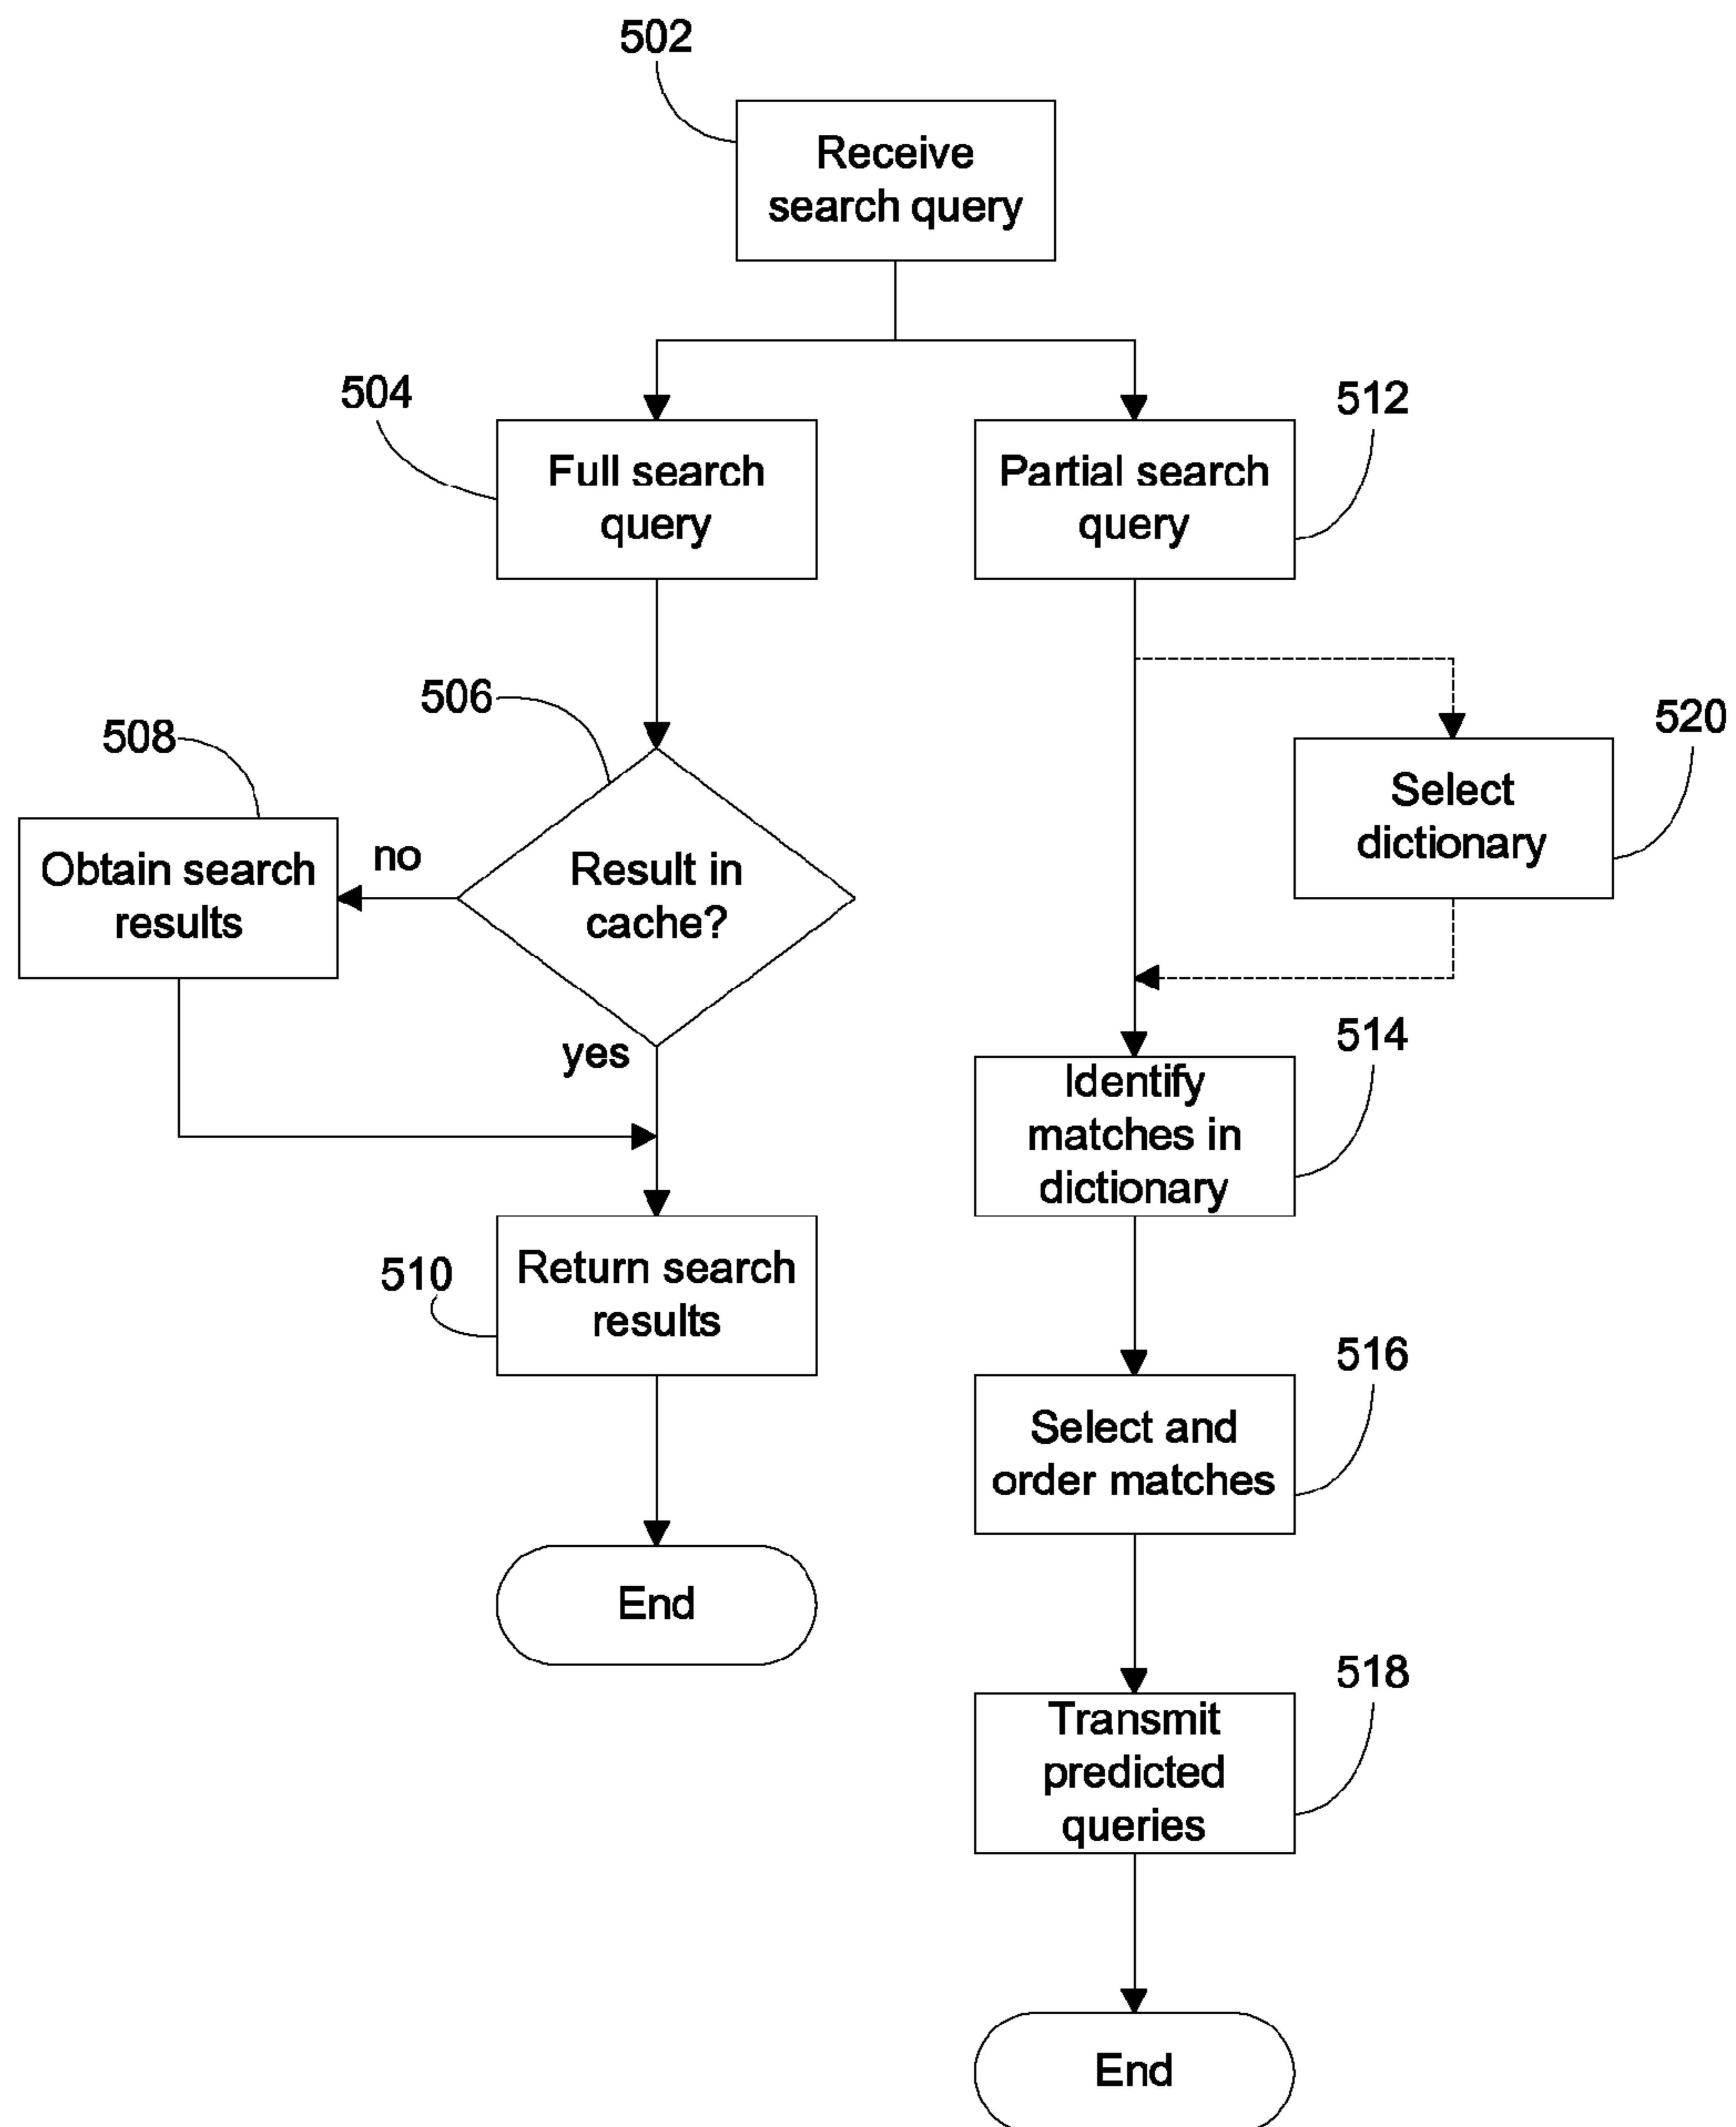 502
Receive
search query
504
Full search
query
512
Partial search
query
506
508
520
Select
dictionary
Obtain search
results
no
Result in
cache?
yes
514
Identify
matches in
dictionary
510
Return search
results
516
Select and
order matches
End
518
Transmit
predicted
queries
End